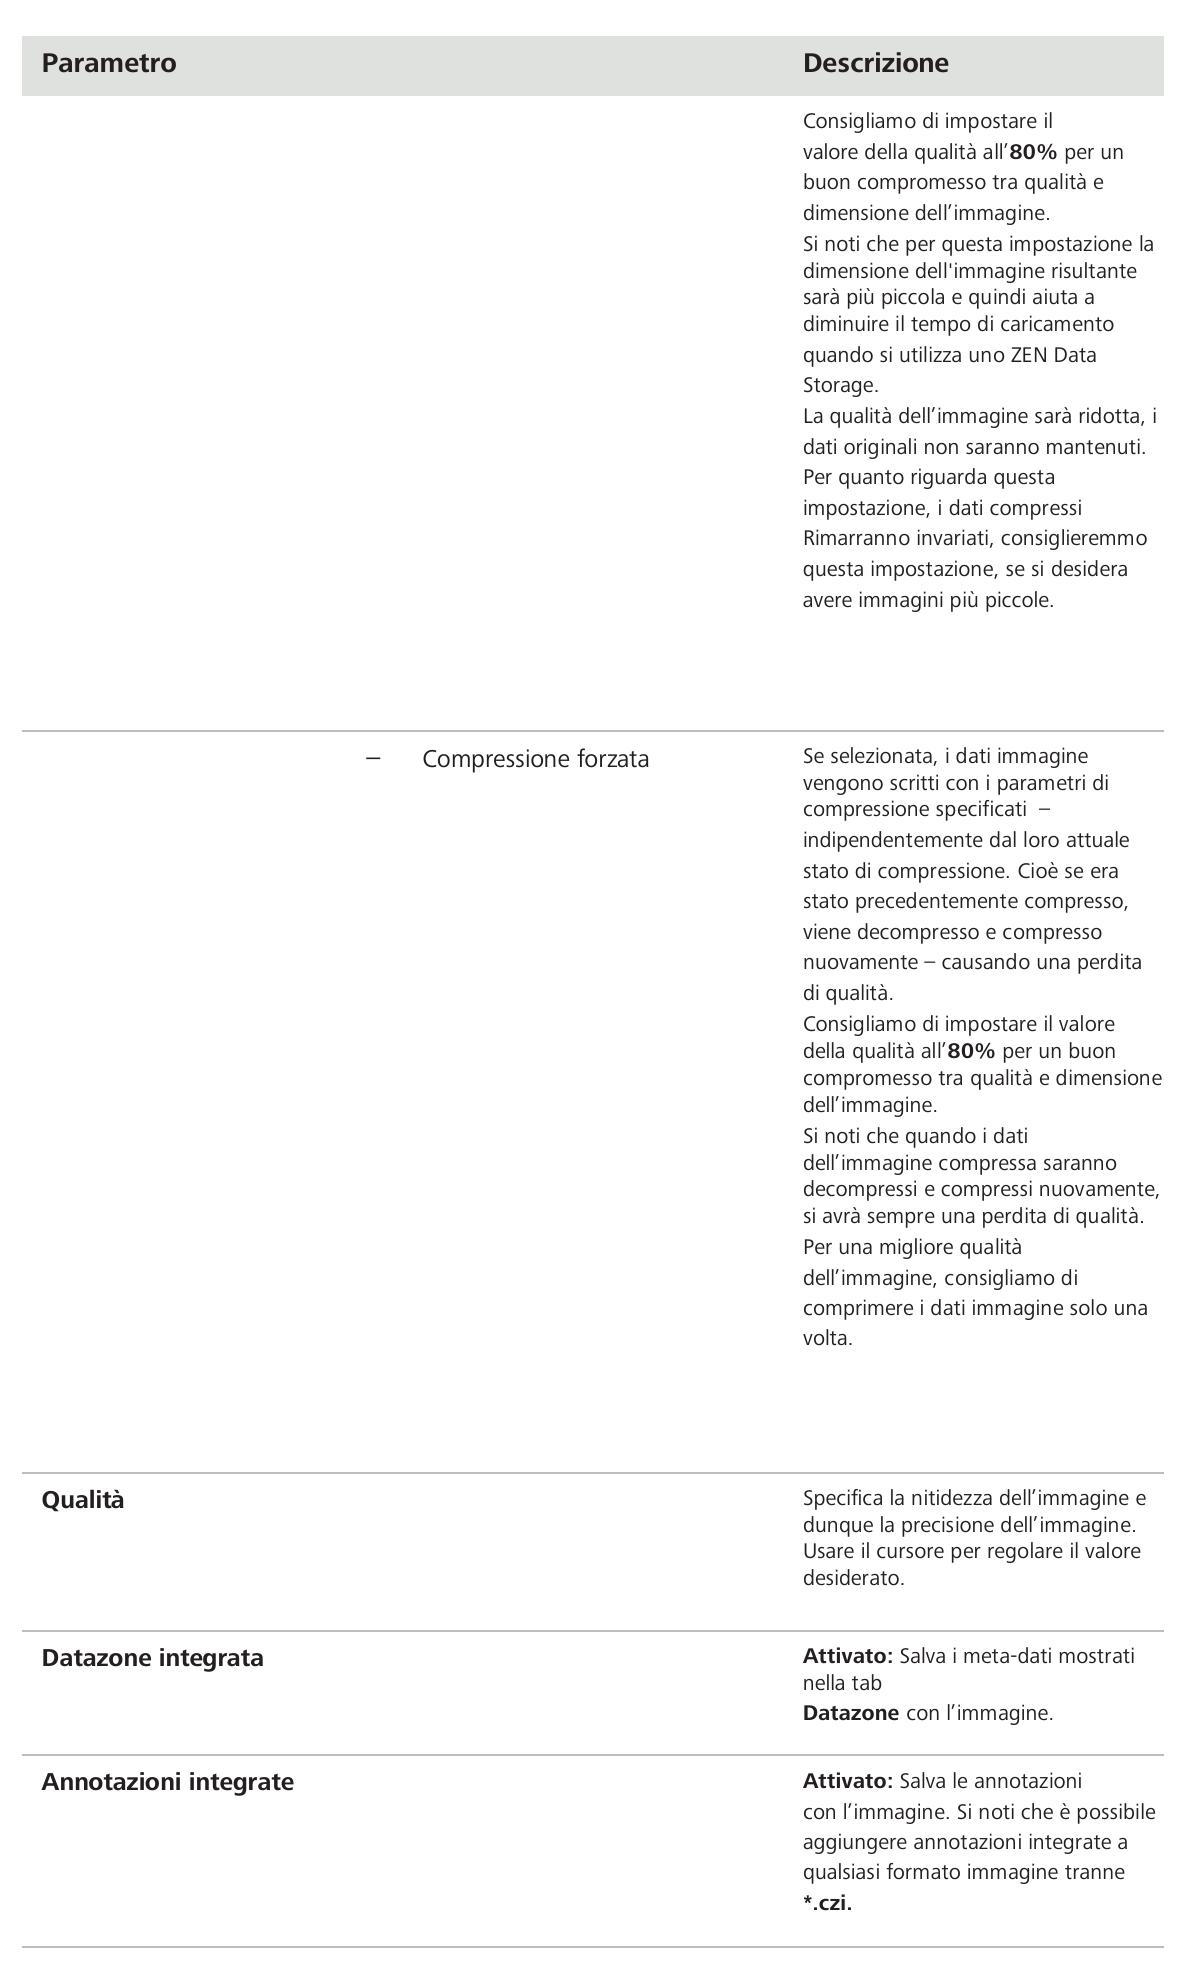 Parametro Descrizione
Consigliamo di impostare il
valore della qualità all’80% per un
buon compromesso tra qualità e
dimensione dell’immagine.
Si noti che per questa impostazione la
dimensione dell'immagine risultante
sarà più piccola e quindi aiuta a
diminuire il tempo di caricamento
quando si utilizza uno ZEN Data
Storage.
La qualità dell’immagine sarà ridotta, i
dati originali non saranno mantenuti.
Per quanto riguarda questa
impostazione, i dati compressi
Rimarranno invariati, consiglieremmo
questa impostazione, se si desidera
avere immagini più piccole.
– Compressione forzata
Se selezionata, i dati immagine
vengono scritti con i parametri di
compressione specificati –
indipendentemente dal loro attuale
stato di compressione. Cioè se era
stato precedentemente compresso,
viene decompresso e compresso
nuovamente – causando una perdita
di qualità.
Consigliamo di impostare il valore
della qualità all’80% per un buon
compromesso tra qualità e dimensione
dell’immagine.
Si noti che quando i dati
dell’immagine compressa saranno
decompressi e compressi nuovamente,
si avrà sempre una perdita di qualità.
Per una migliore qualità
dell’immagine, consigliamo di
comprimere i dati immagine solo una
volta.
Qualità
Specifica la nitidezza dell’immagine e
dunque la precisione dell’immagine.
Usare il cursore per regolare il valore
desiderato.
Datazone integrata
Attivato: Salva i meta-dati mostrati
nella tab
Datazone con l’immagine.
Annotazioni integrate
Attivato: Salva le annotazioni
con l’immagine. Si noti che è possibile
aggiungere annotazioni integrate a
qualsiasi formato immagine tranne
*.czi.